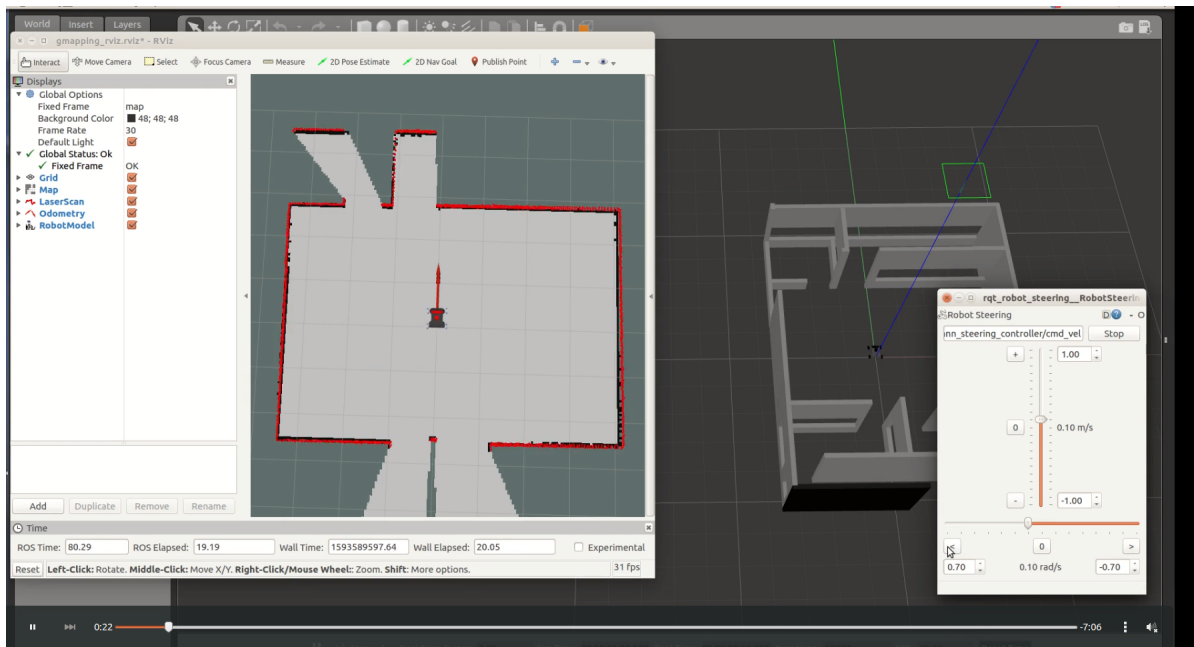 World Insert Layers
gmapping_rviz.rviz* - RViz
Interact Move Camera Select Focus Camera Measure 2D Pose Estimate 2D Nav Goal Publish Point
Displays
Global Options
Fixed Frame map
Background Color 48; 48; 48
Frame Rate 30
Default Light
Global Status: Ok
Fixed Frame OK
Grid
Map
LaserScan
Odometry
RobotModel
Add Duplicate Remove Rename
Time
ROS Time: 80.29 ROS Elapsed: 19.19 Wall Time: 1593589597.64 Wall Elapsed: 20.05 Experimental
Reset Left-Click: Rotate. Middle-Click: Move X/Y. Right-Click/Mouse Wheel:: Zoom. Shift: More options. 31 fps
rqt_robot_steering__RobotSteerin
Robot Steering D - O
nn_steering_controller/cmd_vel Stop
+ 1.00
0 0.10 m/s
- -1.00
< 0 >
0.70 0.10 rad/s -0.70
0:22 -7:06